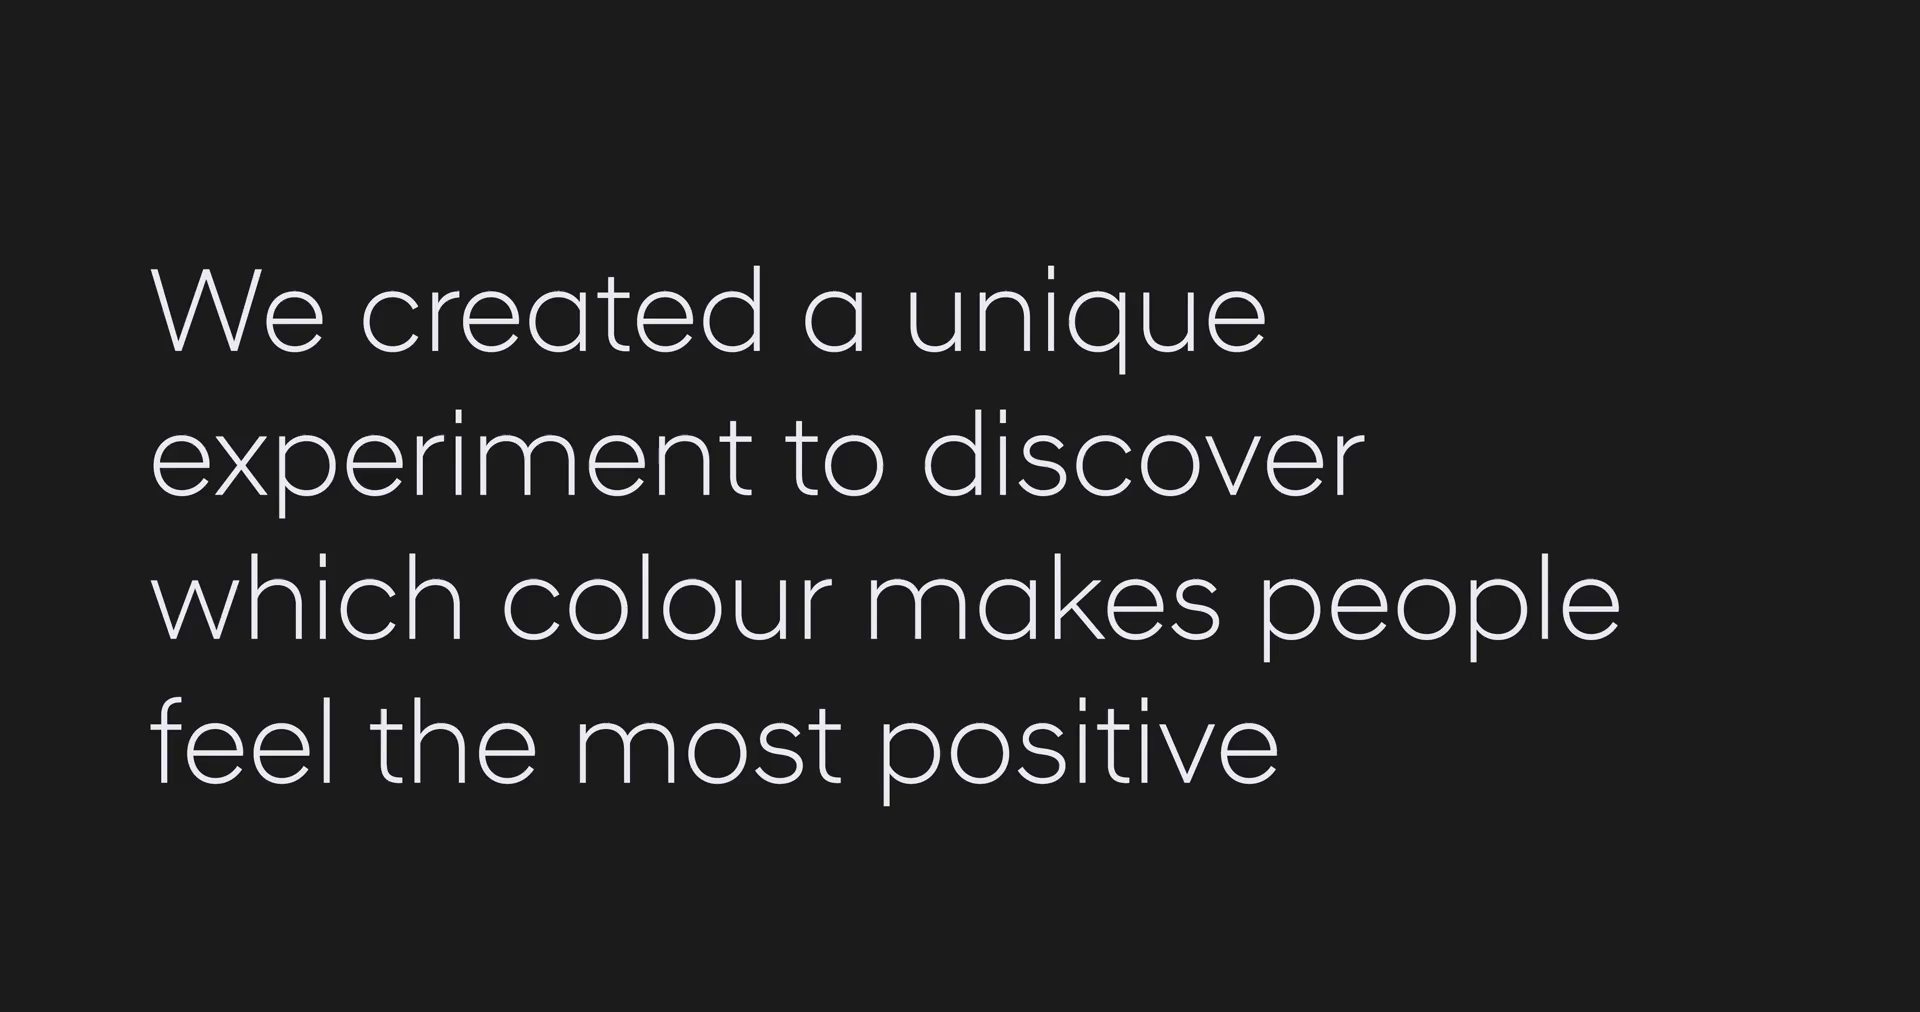 We created a unique
experiment to discover
which colour makes people
feel the most positive